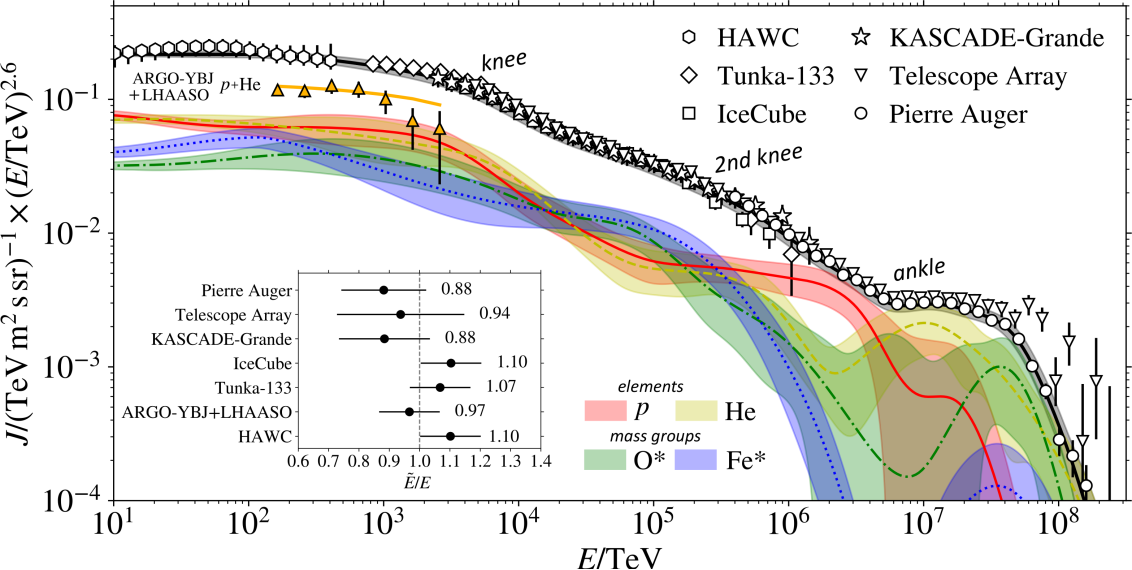 J/(TeV m² s sr)⁻¹ × (E/TeV)²·⁶
10⁻¹
10⁻²
10⁻³
10⁻⁴
HAWC
KASCADE-Grande
Tunka-133
Telescope Array
IceCube
Pierre Auger
knee
ARGO-YBJ
+LHAASO
p+He
2nd knee
ankle
Pierre Auger 0.88
Telescope Array 0.94
KASCADE-Grande 0.88
IceCube 1.10
Tunka-133 1.07
ARGO-YBJ+LHAASO 0.97
HAWC 1.10
0.6 0.7 0.8 0.9 1.0 1.1 1.2 1.3 1.4
Ẽ/E
elements
p He
mass groups
O* Fe*
10¹ 10² 10³ 10⁴ 10⁵ 10⁶ 10⁷ 10⁸
E/TeV